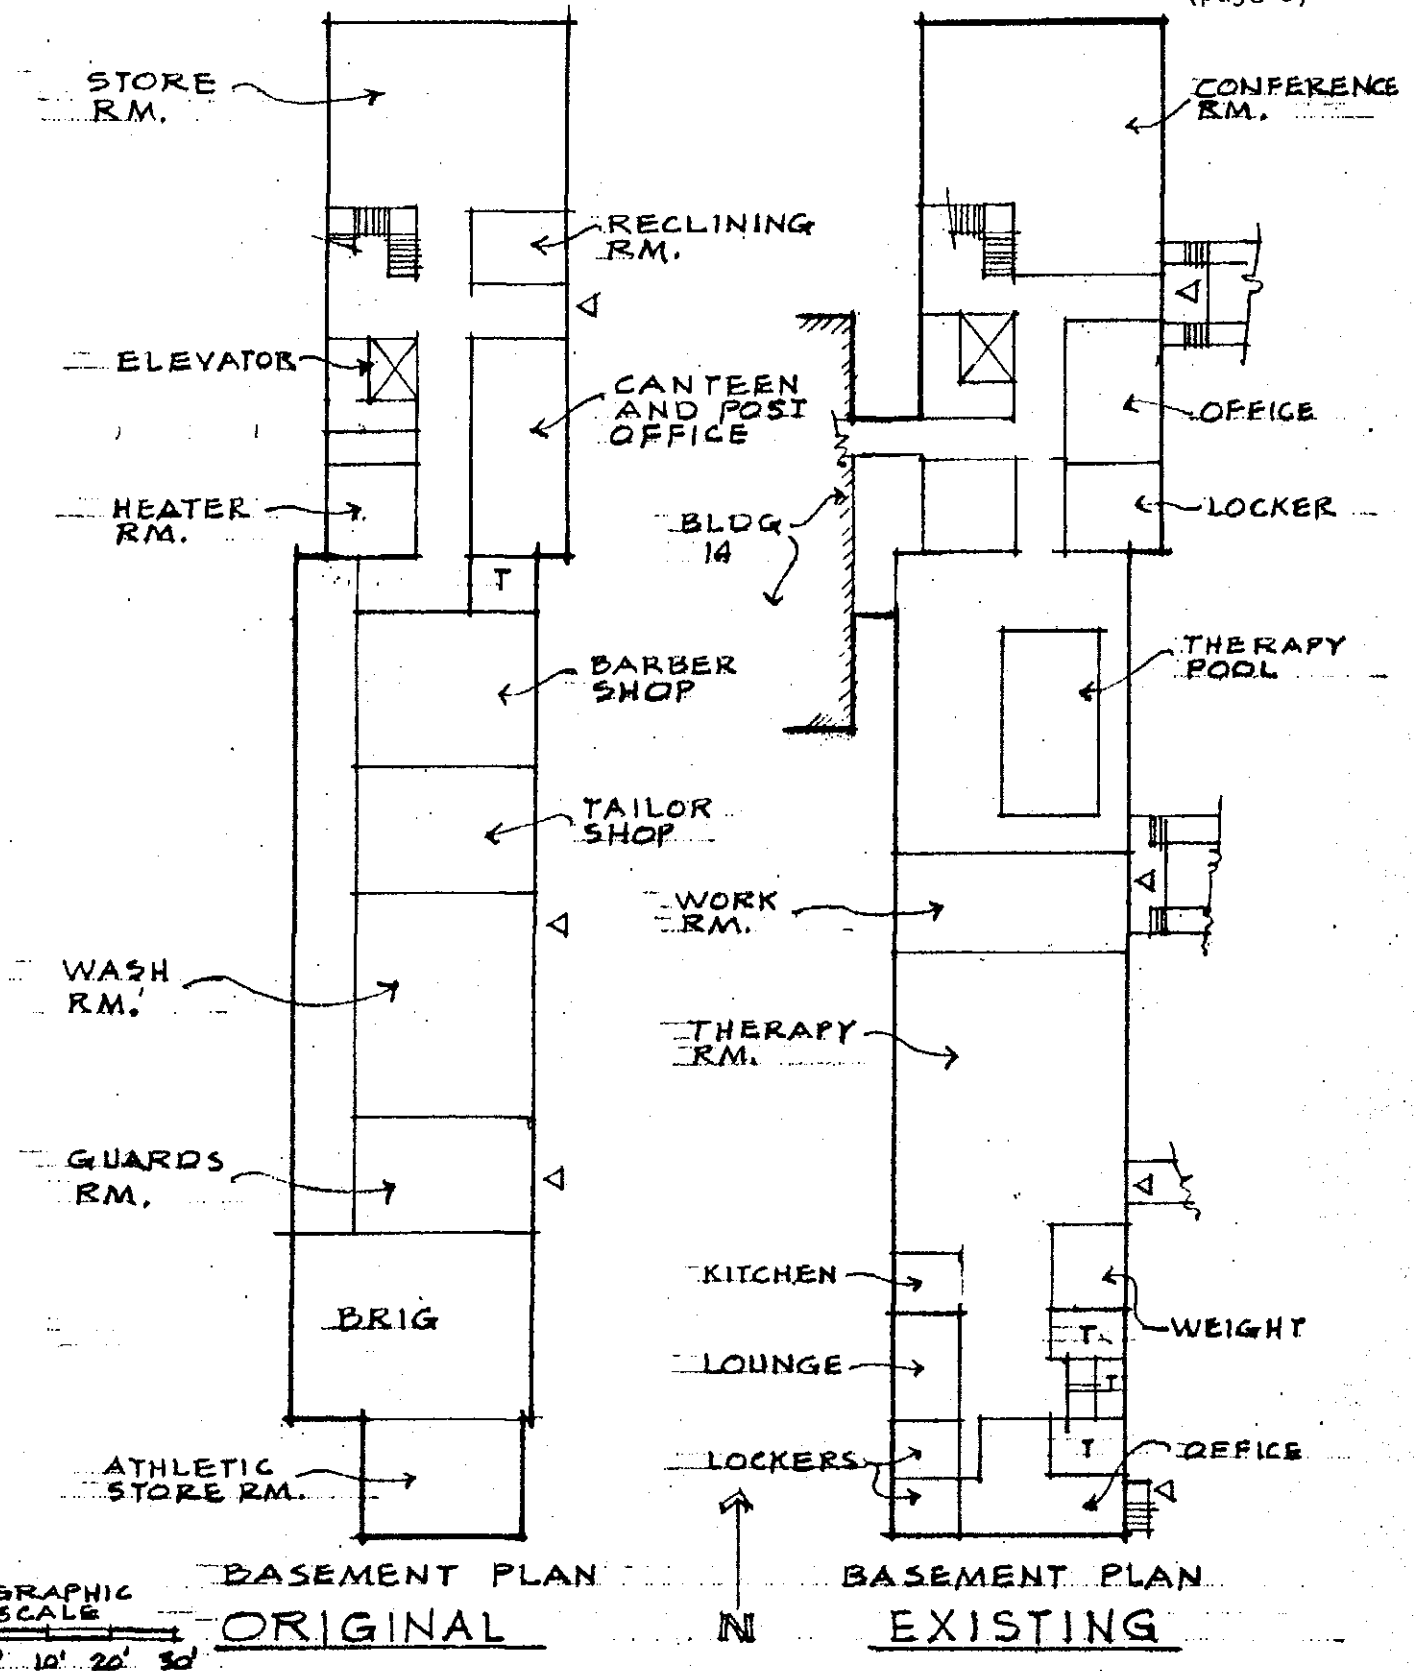 STORE
RM.
RECLINING
RM.
ELEVATOR
CANTEEN
AND POST
OFFICE
HEATER
RM.
T
BARBER
SHOP
TAILOR
SHOP
WASH
RM.
GUARDS
RM.
BRIG
ATHLETIC
STORE RM.
BASEMENT PLAN
ORIGINAL
GRAPHIC
SCALE
10' 20' 30'
N
CONFERENCE
RM.
OFFICE
LOCKER
BLDG
14
THERAPY
POOL
WORK
RM.
THERAPY
RM.
KITCHEN
WEIGHT
T
LOUNGE
T
LOCKERS
T
OFFICE
BASEMENT PLAN
EXISTING